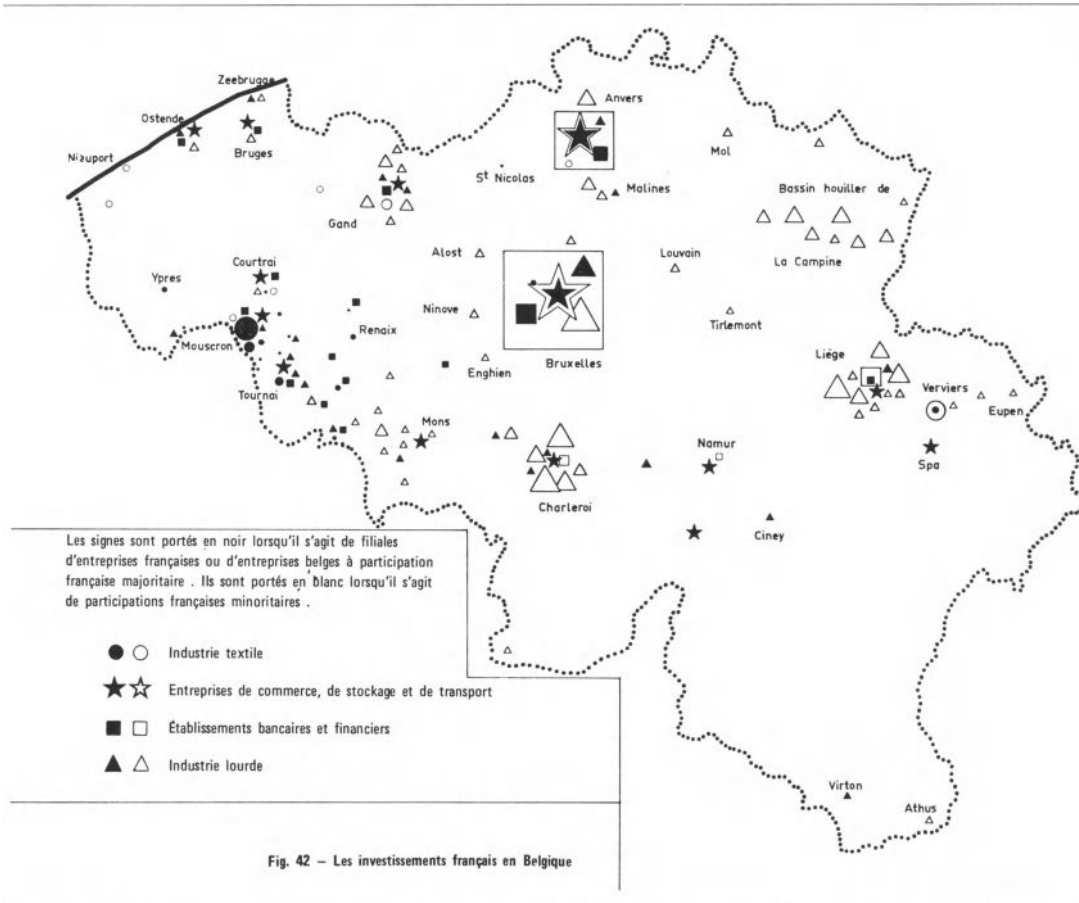 Zeebrugge
Ostende
Nieuport
Bruges
Anvers
Mol
St Nicolas
Malines
Bassin houiller de
La Campine
Gand
Alost
Louvain
Courtrai
Ypres
Ninove
Tirlemont
Renaix
Mouscron
Bruxelles
Enghien
Liége
Tournai
Verviers
Eupen
Mons
Namur
Spa
Charleroi
Ciney
Virton
Athus
Les signes sont portés en noir lorsqu'il s'agit de filiales
d'entreprises françaises ou d'entreprises belges à participation
française majoritaire . Ils sont portés en blanc lorsqu'il s'agit
de participations françaises minoritaires .
Industrie textile
Entreprises de commerce, de stockage et de transport
Établissements bancaires et financiers
Industrie lourde
Fig. 42 – Les investissements français en Belgique